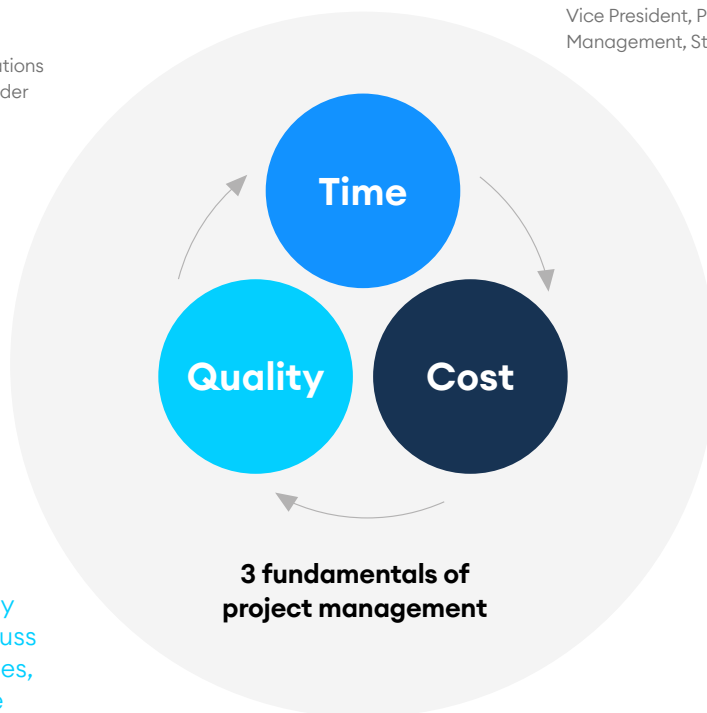 Vice President, P
Management, St
ations
der
Time
Quality
Cost
3 fundamentals of
project management
y
uss
es,
e